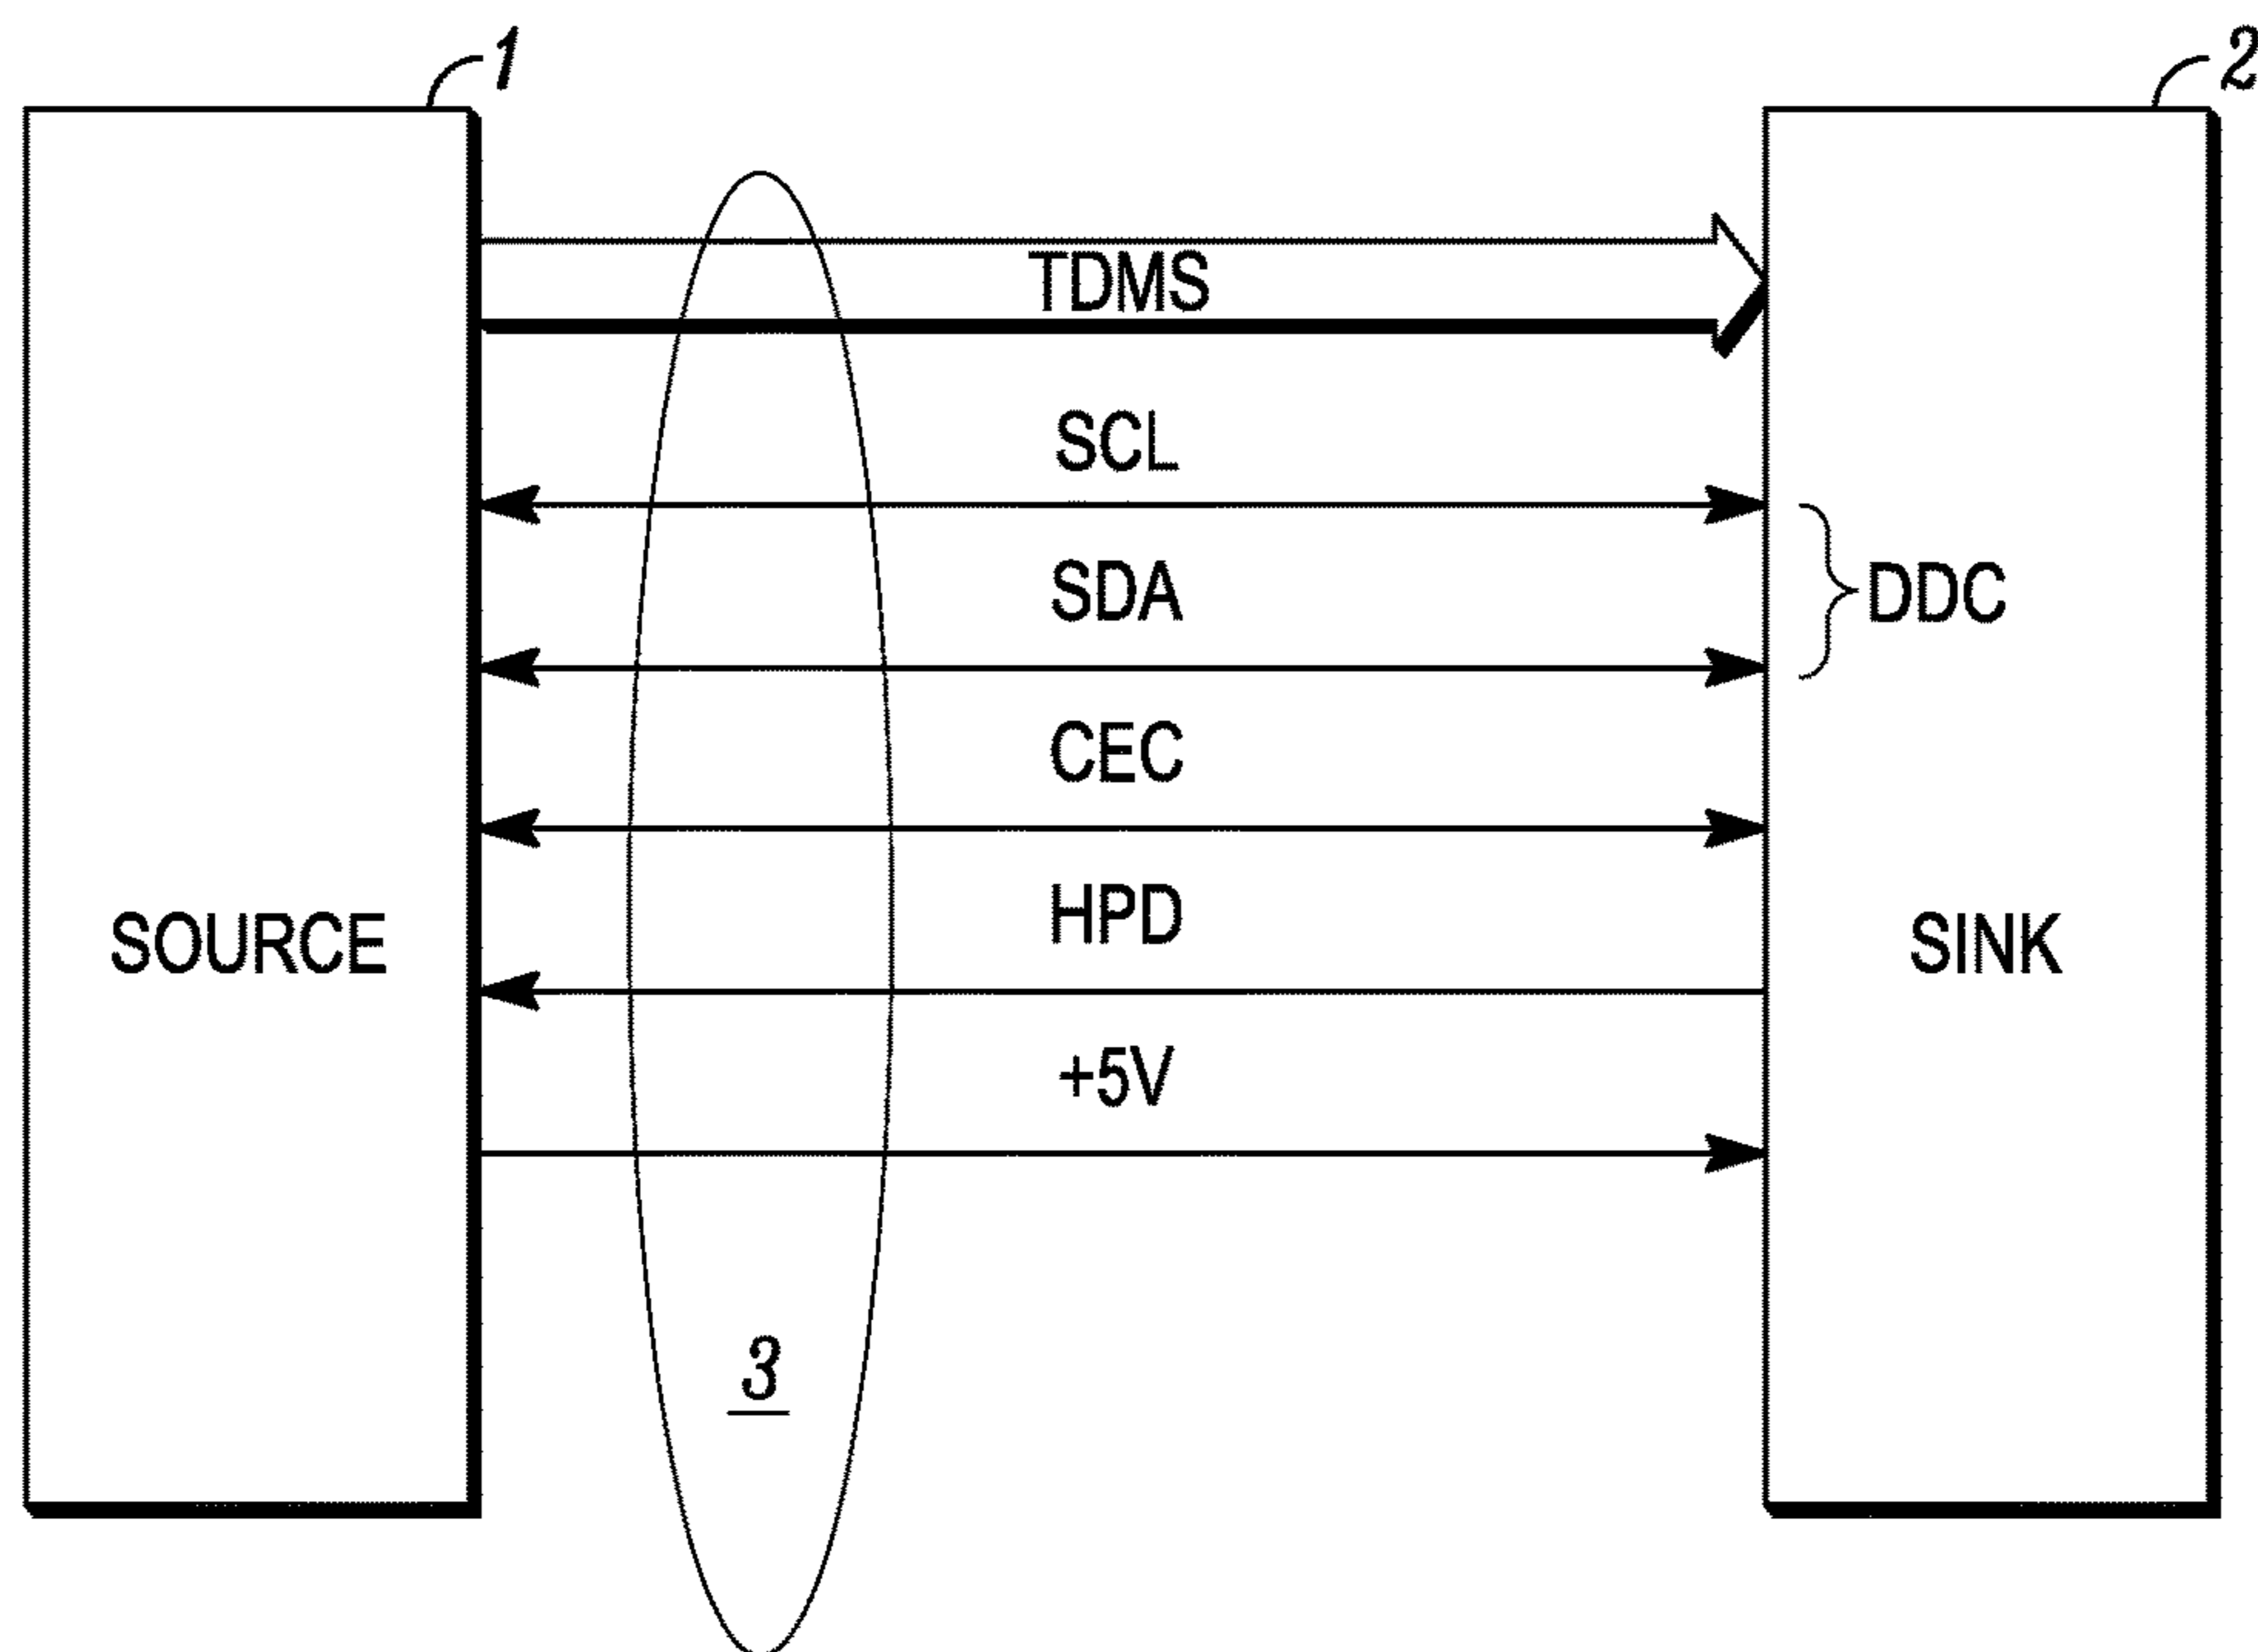 1
2
TDMS
SCL
SDA
DDC
CEC
HPD
SOURCE
SINK
+5V
3